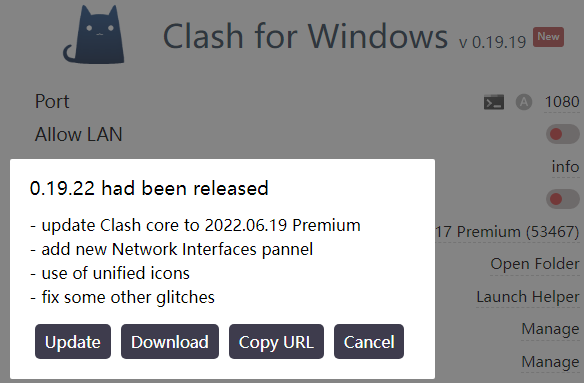 Clash for Windows v 0.19.19 New
Port A 1080
Allow LAN
info
0.19.22 had been released
- update Clash core to 2022.06.19 Premium
- add new Network Interfaces pannel
- use of unified icons
- fix some other glitches
Update Download Copy URL Cancel
17 Premium (53467)
Open Folder
Launch Helper
Manage
Manage